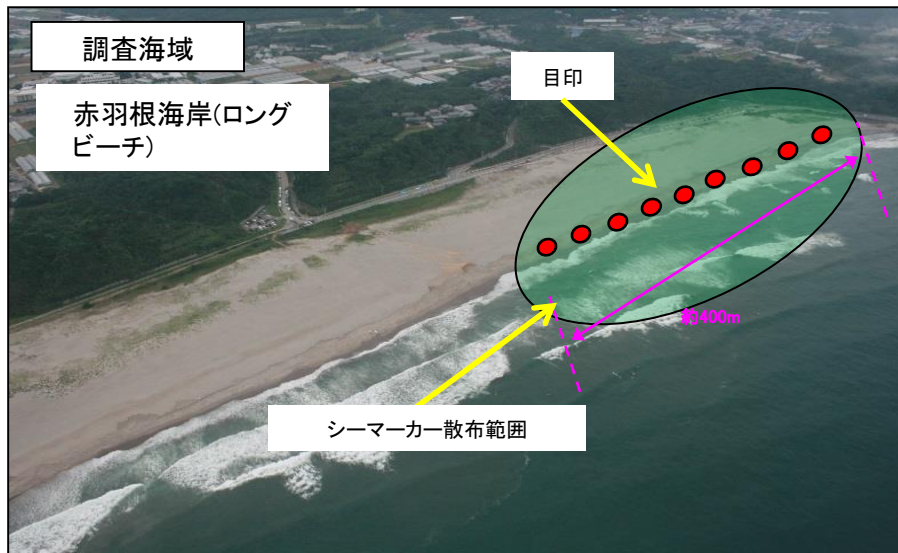 調査海域
赤羽根海岸(ロング
ビーチ)
目印
約400m
シーマーカー散布範囲